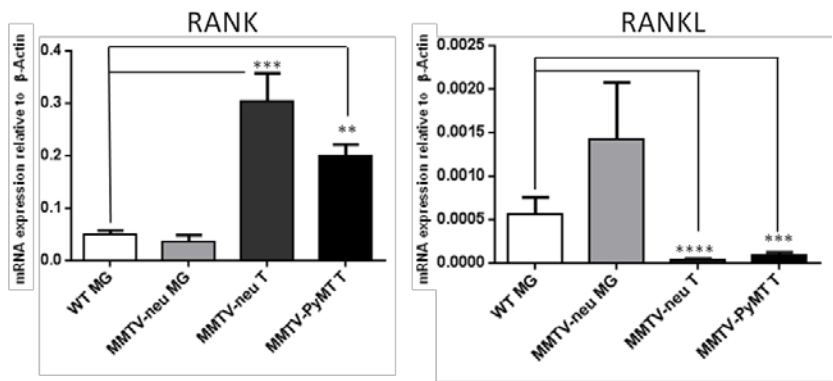 RANK
mRNA expression relative to β-Actin
0.4
0.3
0.2
0.1
0.0
***
**
WT MG
MMTV-neu MG
MMTV-neu T
MMTV-PyMT T
RANKL
mRNA expression relative to β-Actin
0.0025
0.0020
0.0015
0.0010
0.0005
0.0000
****
***
WT MG
MMTV-neu MG
MMTV-neu T
MMTV-PyMT T